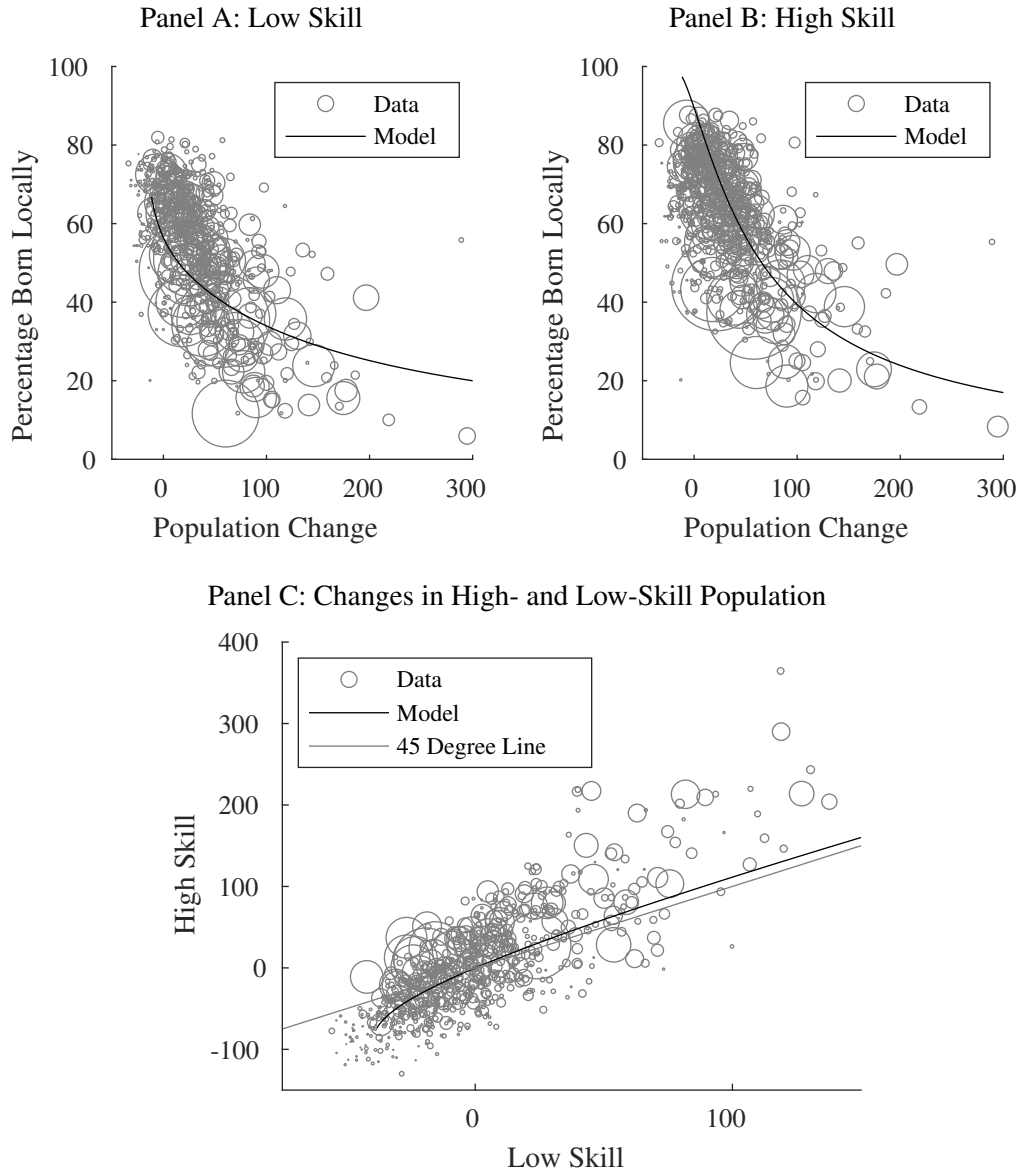 Panel A: Low Skill
100
80
60
40
20
0
0
100
200
300
Percentage Born Locally
Population Change
Data
Model
Panel B: High Skill
100
80
60
40
20
0
0
100
200
300
Percentage Born Locally
Population Change
Data
Model
Panel C: Changes in High- and Low-Skill Population
400
300
200
100
0
-100
0
100
High Skill
Low Skill
Data
Model
45 Degree Line